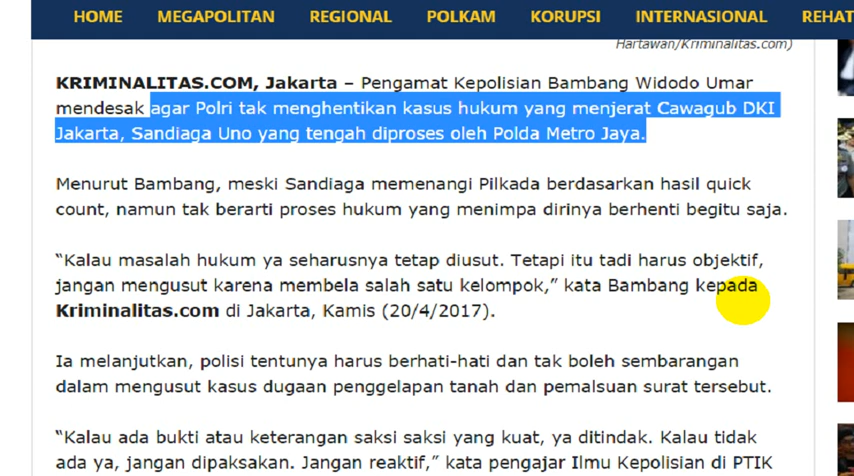 HOME MEGAPOLITAN REGIONAL POLKAM KORUPSI INTERNASIONAL REHAT
Hartawan/Kriminalitas.com)
KRIMINALITAS.COM, Jakarta – Pengamat Kepolisian Bambang Widodo Umar
mendesak agar Polri tak menghentikan kasus hukum yang menjerat Cawagub DKI
Jakarta, Sandiaga Uno yang tengah diproses oleh Polda Metro Jaya.
Menurut Bambang, meski Sandiaga memenangi Pilkada berdasarkan hasil quick
count, namun tak berarti proses hukum yang menimpa dirinya berhenti begitu saja.
“Kalau masalah hukum ya seharusnya tetap diusut. Tetapi itu tadi harus objektif,
jangan mengusut karena membela salah satu kelompok,” kata Bambang kepada
Kriminalitas.com di Jakarta, Kamis (20/4/2017).
Ia melanjutkan, polisi tentunya harus berhati-hati dan tak boleh sembarangan
dalam mengusut kasus dugaan penggelapan tanah dan pemalsuan surat tersebut.
“Kalau ada bukti atau keterangan saksi saksi yang kuat, ya ditindak. Kalau tidak
ada ya, jangan dipaksakan. Jangan reaktif,” kata pengajar Ilmu Kepolisian di PTIK